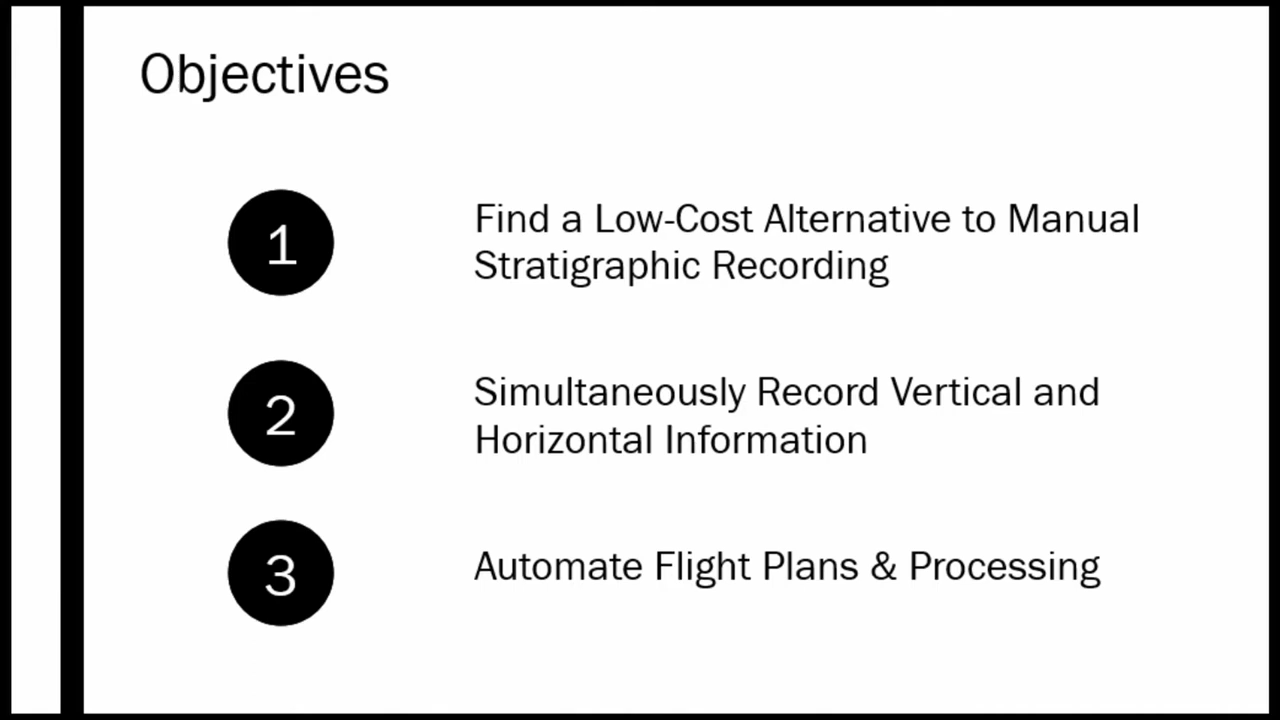 Objectives
1
Find a Low-Cost Alternative to Manual
Stratigraphic Recording
2
Simultaneously Record Vertical and
Horizontal Information
3
Automate Flight Plans & Processing